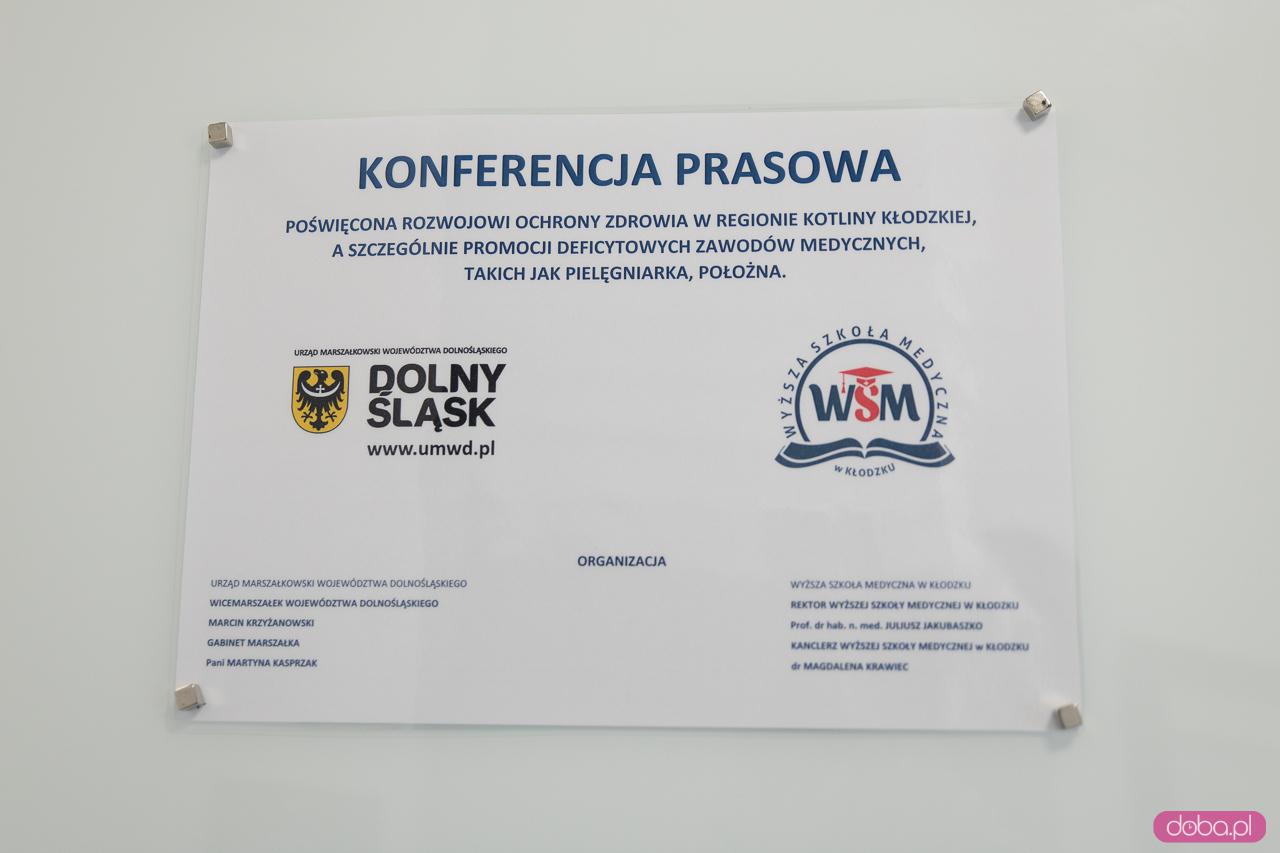 KONFERENCJA PRASOWA
POŚWIĘCONA ROZWOJOWI OCHRONY ZDROWIA W REGIONIE KOTLINY KŁODZKIEJ,
A SZCZEGÓLNIE PROMOCJI DEFICYTOWYCH ZAWODÓW MEDYCZNYCH,
TAKICH JAK PIELĘGNIARKA, POŁOŻNA.
URZĄD MARSZAŁKOWSKI WOJEWÓDZTWA DOLNOŚLĄSKIEGO
DOLNY
ŚLĄSK
www.umwd.pl
WYŻSZA SZKOŁA MEDYCZNA
WSM
w KŁODZKU
ORGANIZACJA
URZĄD MARSZAŁKOWSKI WOJEWÓDZTWA DOLNOŚLĄSKIEGO
WICEMARSZAŁEK WOJEWÓDZTWA DOLNOŚLĄSKIEGO
MARCIN KRZYŻANOWSKI
GABINET MARSZAŁKA
Pani MARTYNA KASPRZAK
WYŻSZA SZKOŁA MEDYCZNA W KŁODZKU
REKTOR WYŻSZEJ SZKOŁY MEDYCZNEJ W KŁODZKU
Prof. dr hab. n. med. JULIUSZ JAKUBASZKO
KANCLERZ WYŻSZEJ SZKOŁY MEDYCZNEJ w KŁODZKU
dr MAGDALENA KRAWIEC
doba.pl